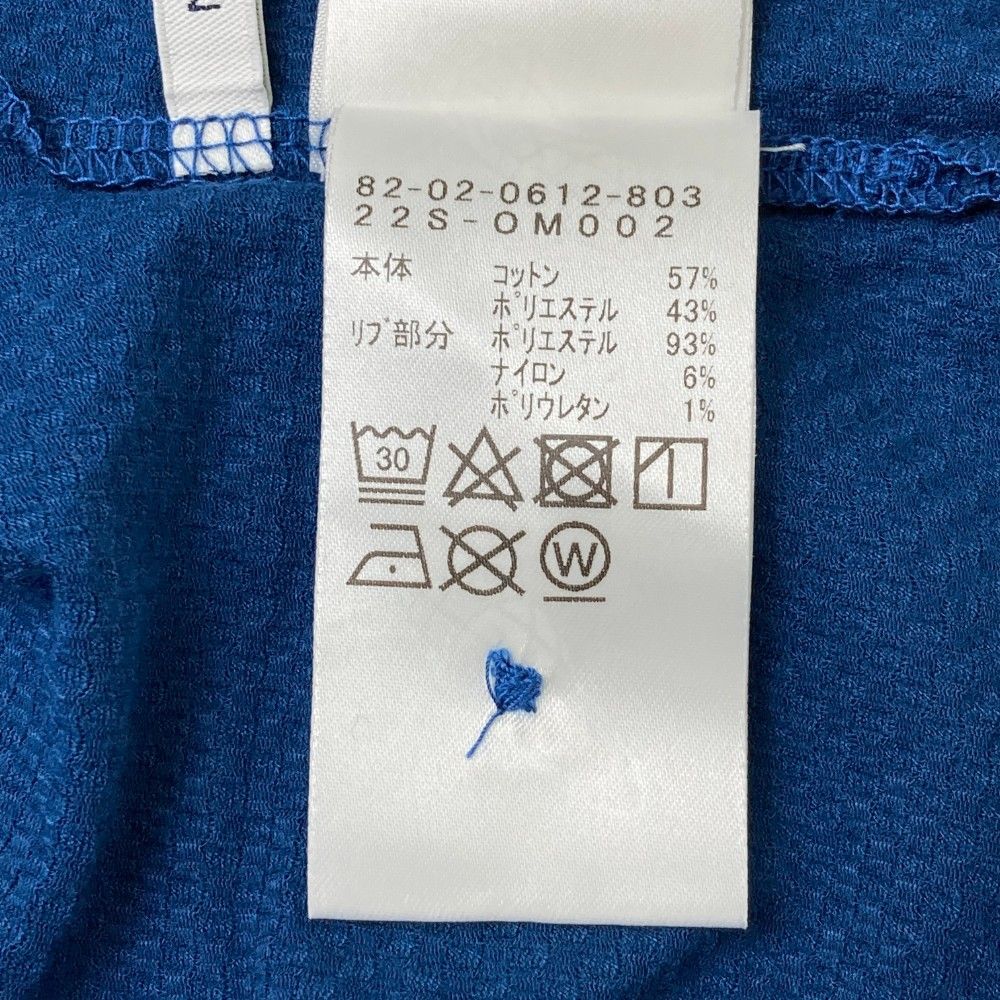 82-02-0612-803
22S-OM002
本体 コットン 57%
ポリエステル 43%
リブ部分 ポリエステル 93%
ナイロン 6%
ポリウレタン 1%
30
W